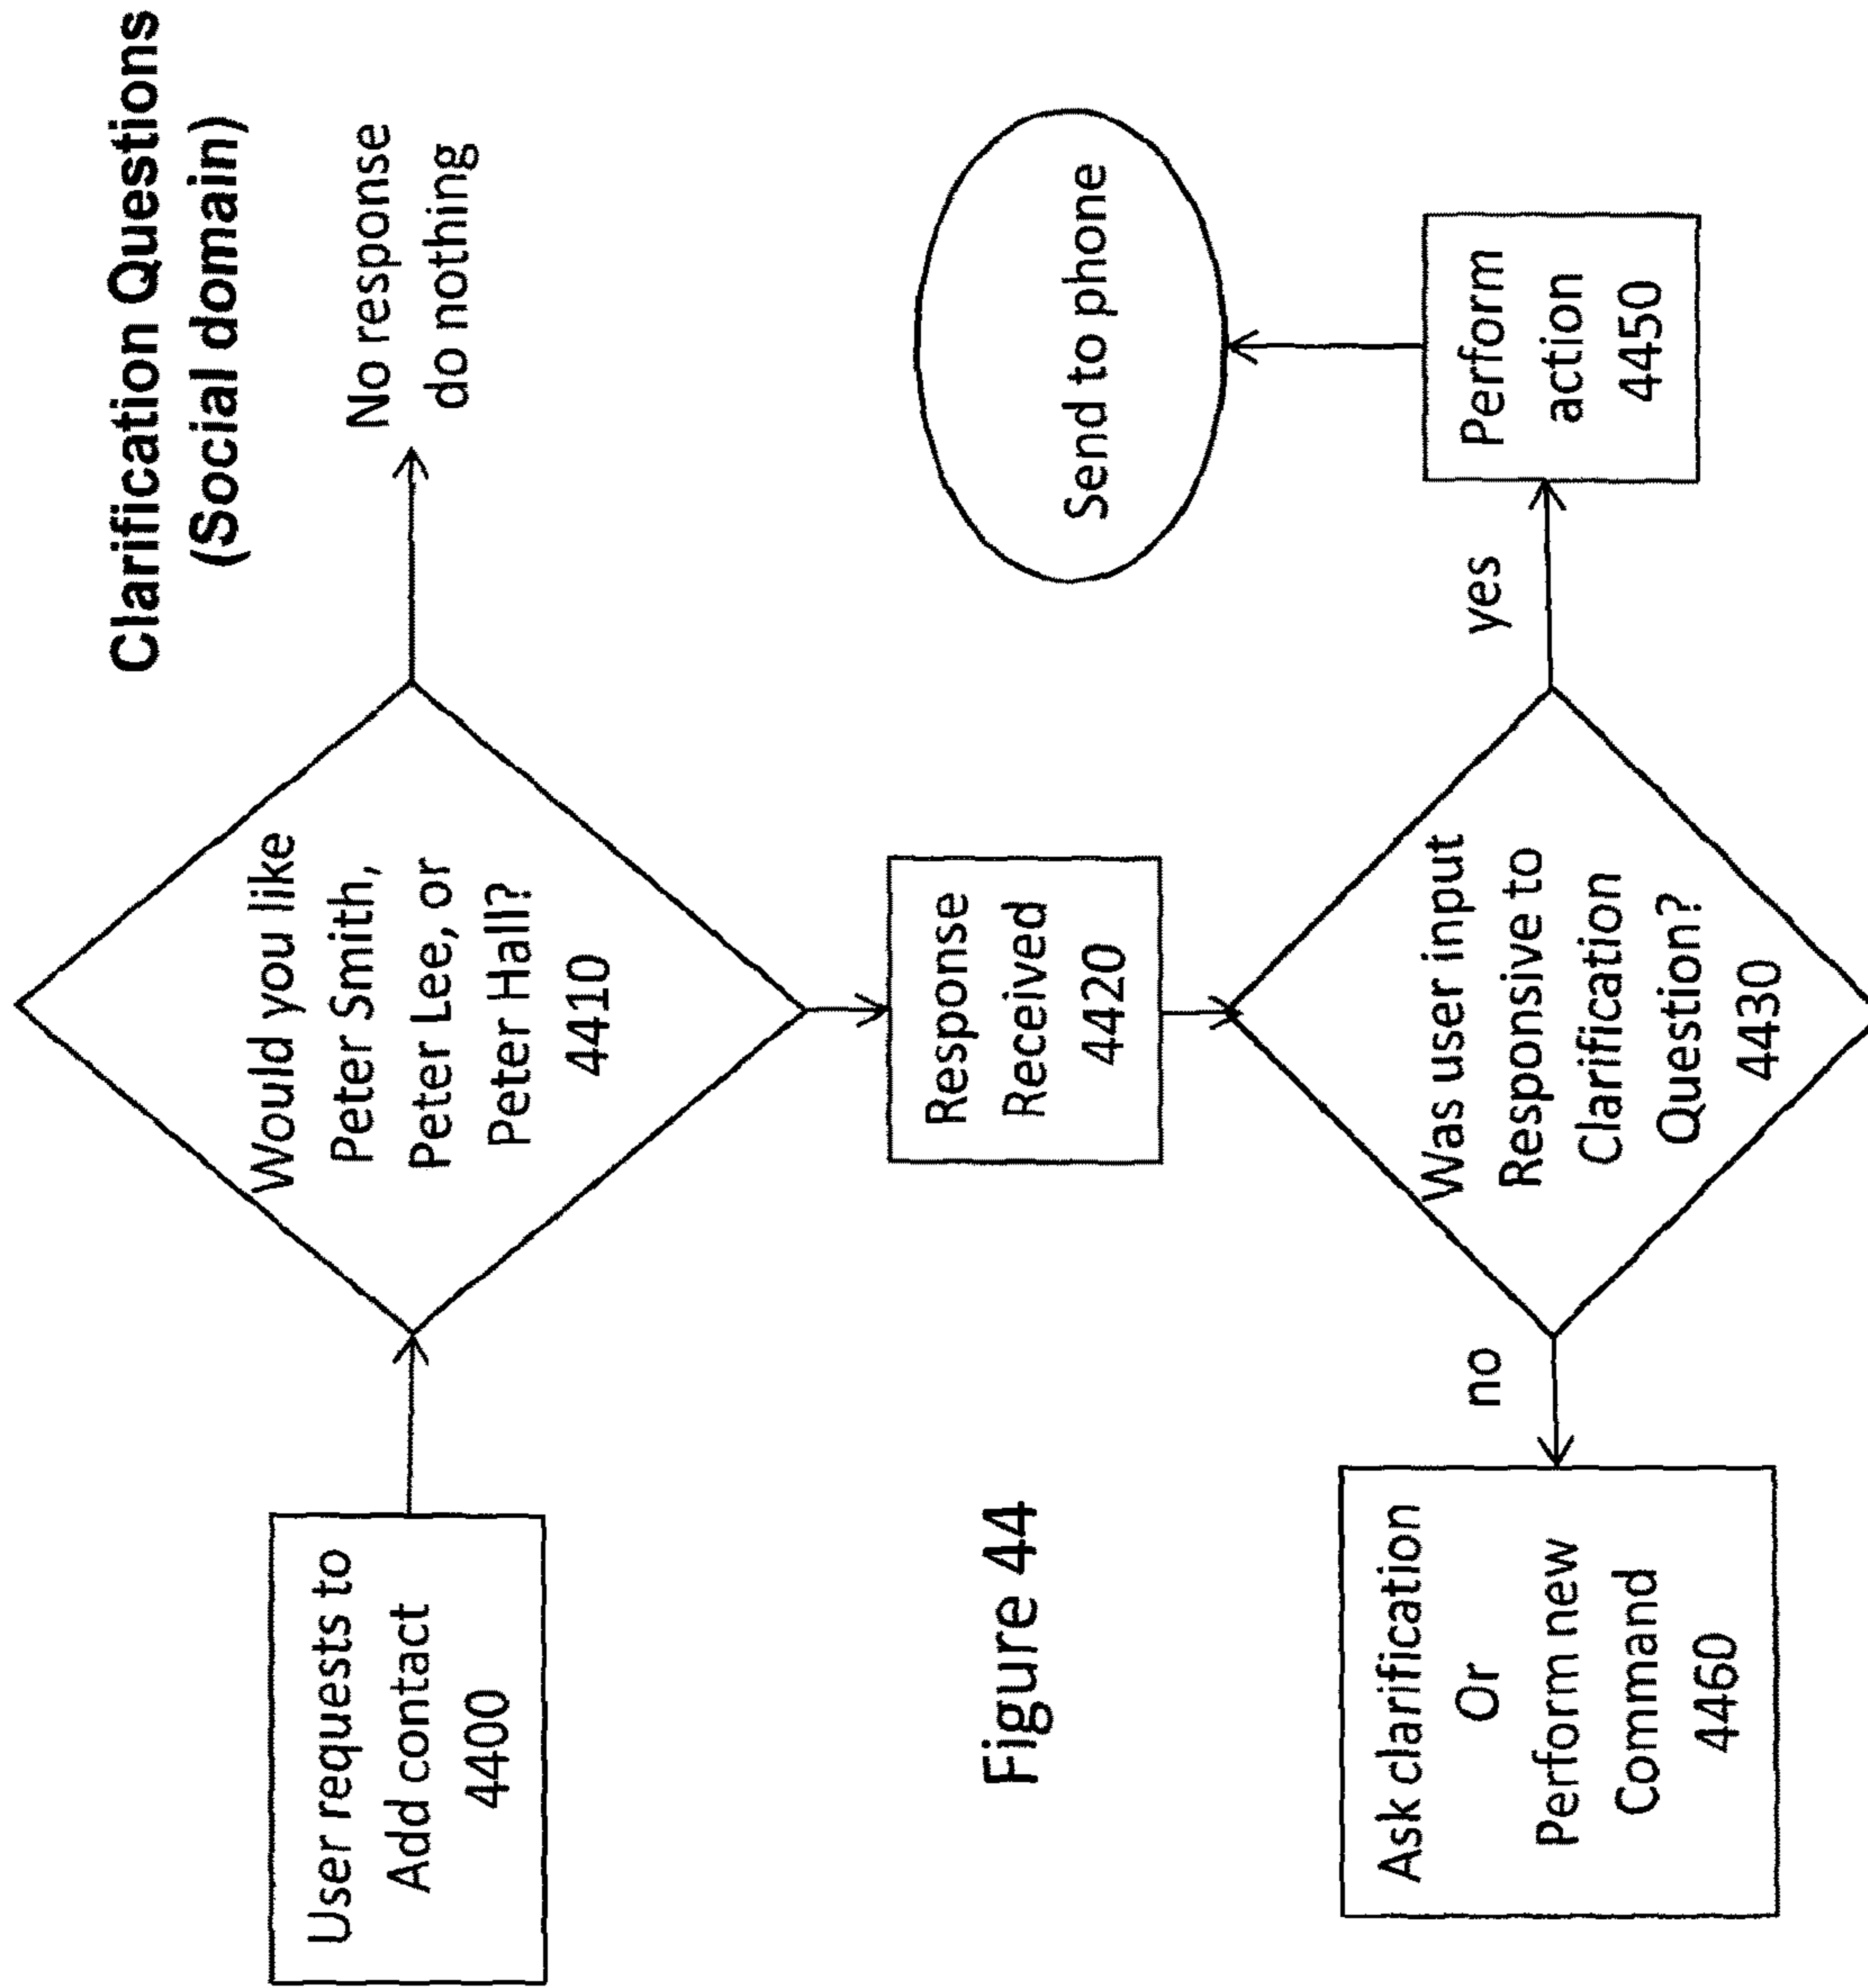 Clarification Questions
(Social domain)
User requests to
Add contact
4400
Would you like
Peter Smith,
Peter Lee, or
Peter Hall?
4410
No response
do nothing
Response
Received
4420
Figure 44
Send to phone
Ask clarification
Or
Perform new
Command
4460
no
Was user input
Responsive to
Clarification
Question?
4430
yes
Perform
action
4450